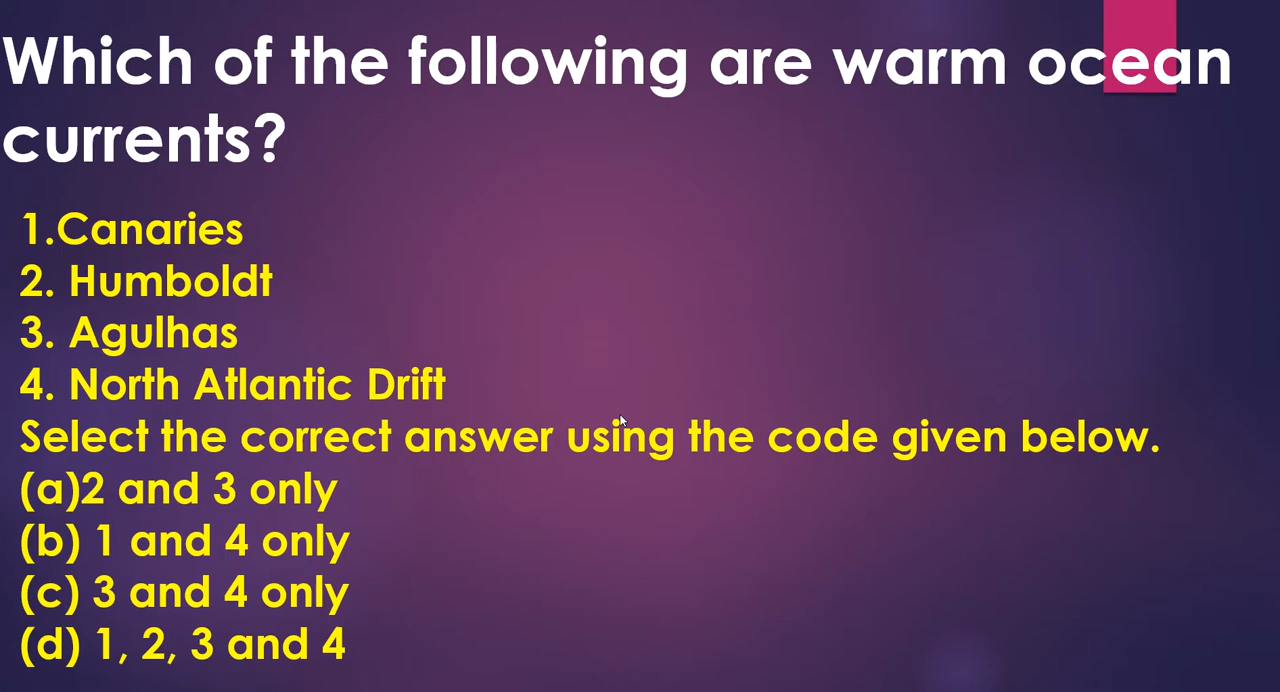 Which of the following are warm ocean
currents?
1.Canaries
2. Humboldt
3. Agulhas
4. North Atlantic Drift
Select the correct answer using the code given below.
(a)2 and 3 only
(b) 1 and 4 only
(c) 3 and 4 only
(d) 1, 2, 3 and 4